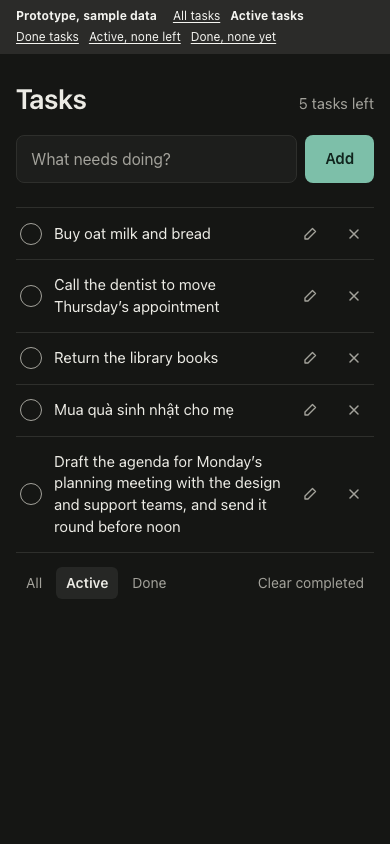 Prototype, sample data All tasks Active tasks
Done tasks Active, none left Done, none yet
Tasks
5 tasks left
What needs doing?
Add
Buy oat milk and bread
Call the dentist to move
Thursday’s appointment
Return the library books
Mua quà sinh nhật cho mẹ
Draft the agenda for Monday’s
planning meeting with the design
and support teams, and send it
round before noon
All Active Done Clear completed